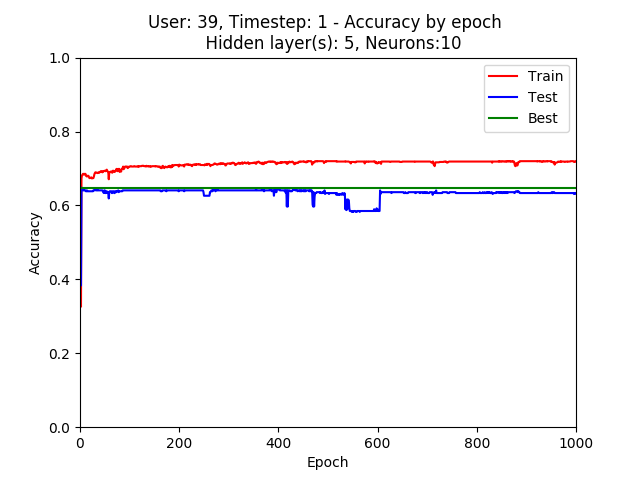 User: 39, Timestep: 1 - Accuracy by epoch
Hidden layer(s): 5, Neurons:10
1.0
0.8
0.6
0.4
0.2
0.0
Accuracy
Train
Test
Best
0
200
400
600
800
1000
Epoch